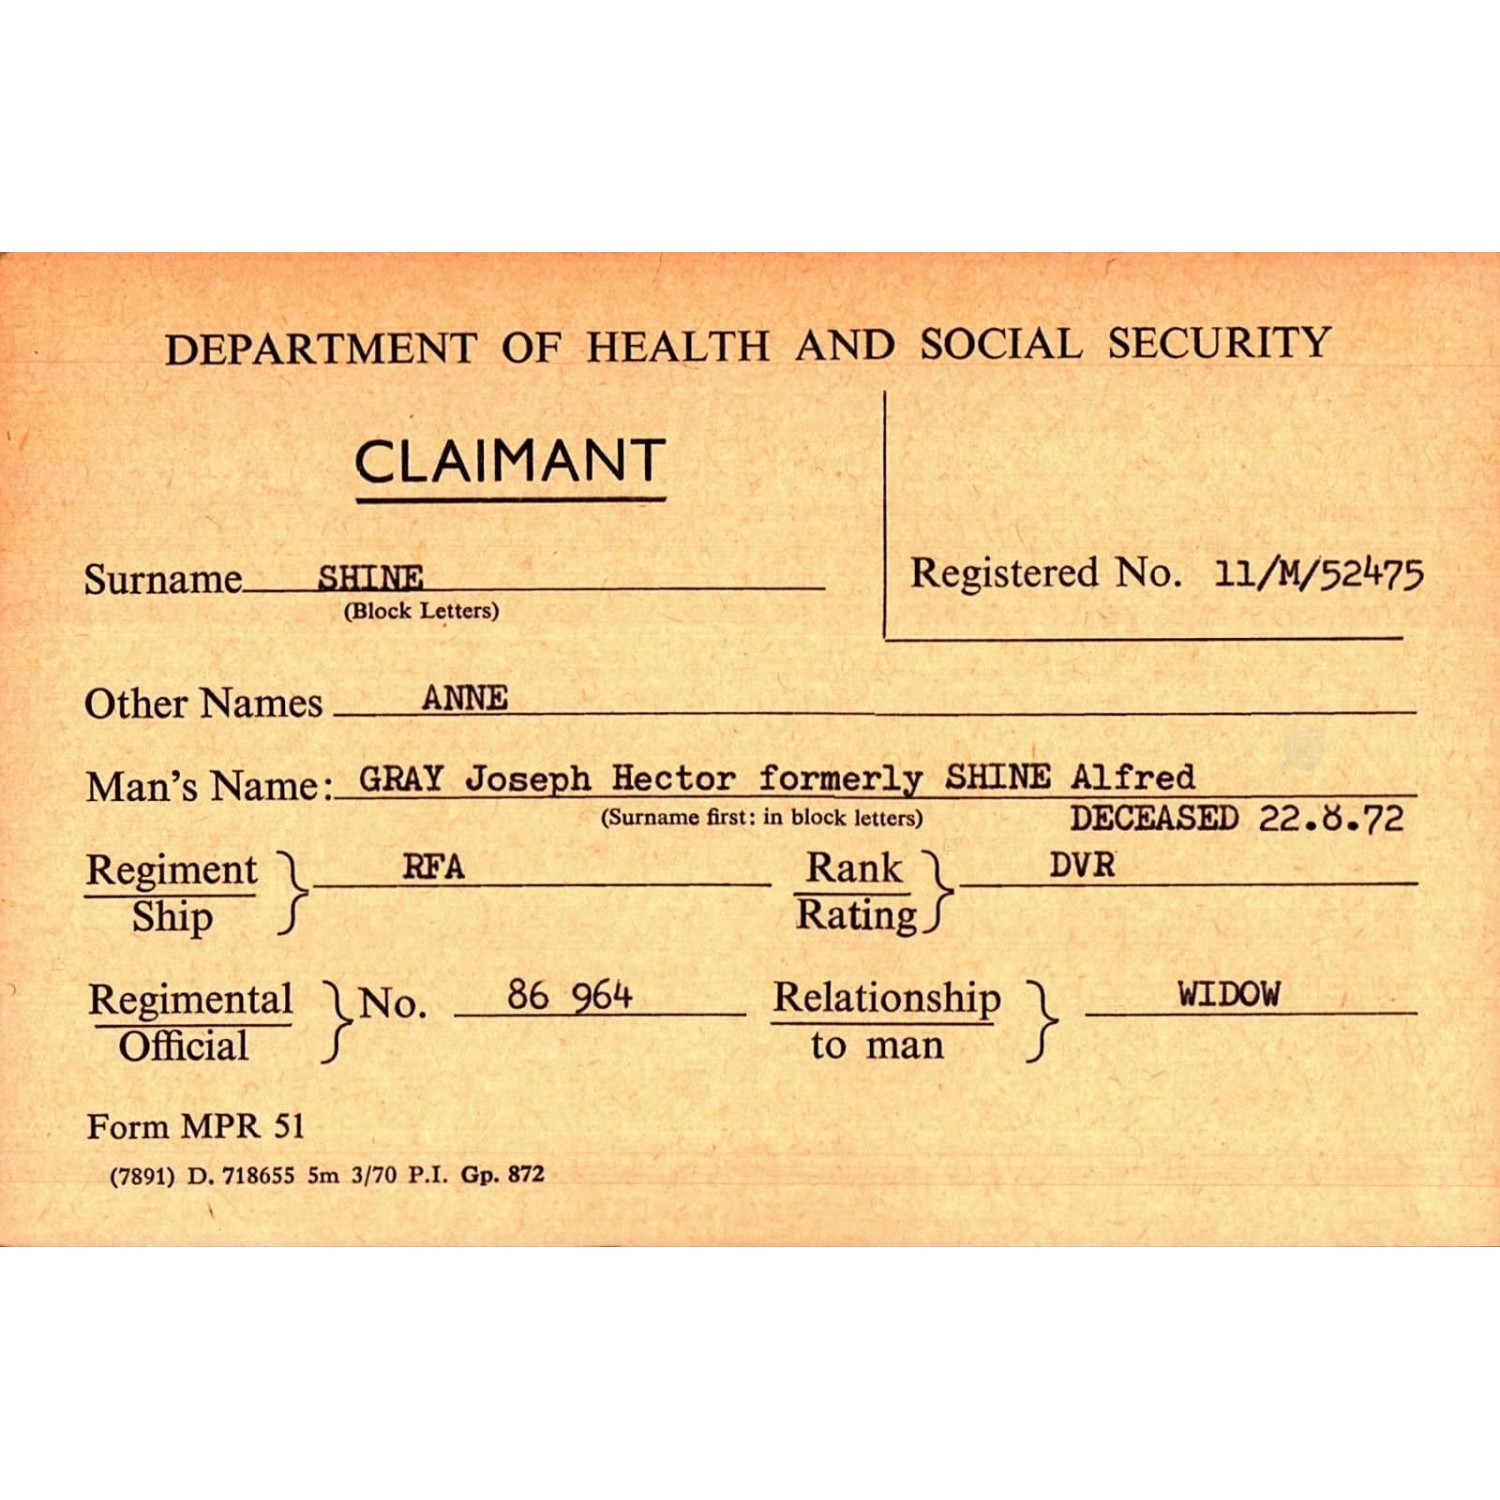 DEPARTMENT OF HEALTH AND SOCIAL SECURITY
CLAIMANT
Surname SHINE
(Block Letters)
Registered No. 11/M/52475
Other Names ANNE
Man's Name: GRAY Joseph Hector formerly SHINE Alfred
(Surname first: in block letters) DECEASED 22.8.72
Regiment } RFA Rank } DVR
Ship Rating
Regimental } No. 86 964 Relationship } WIDOW
Official to man
Form MPR 51
(7891) D. 718655 5m 3/70 P.I. Gp. 872